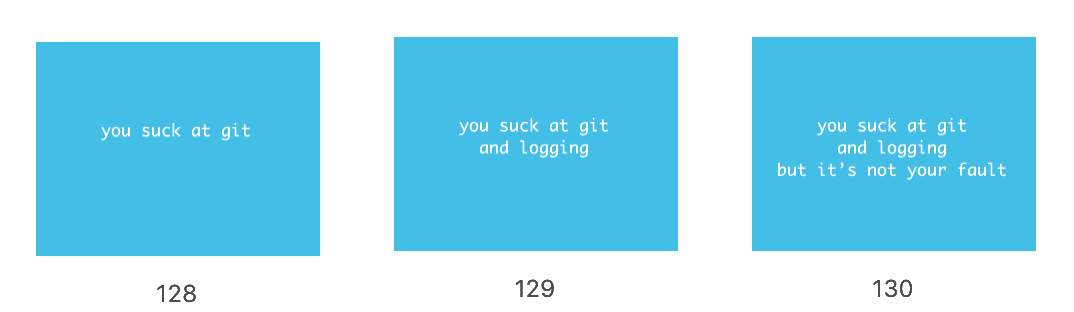 you suck at git
128
you suck at git
and logging
129
you suck at git
and logging
but it’s not your fault
130